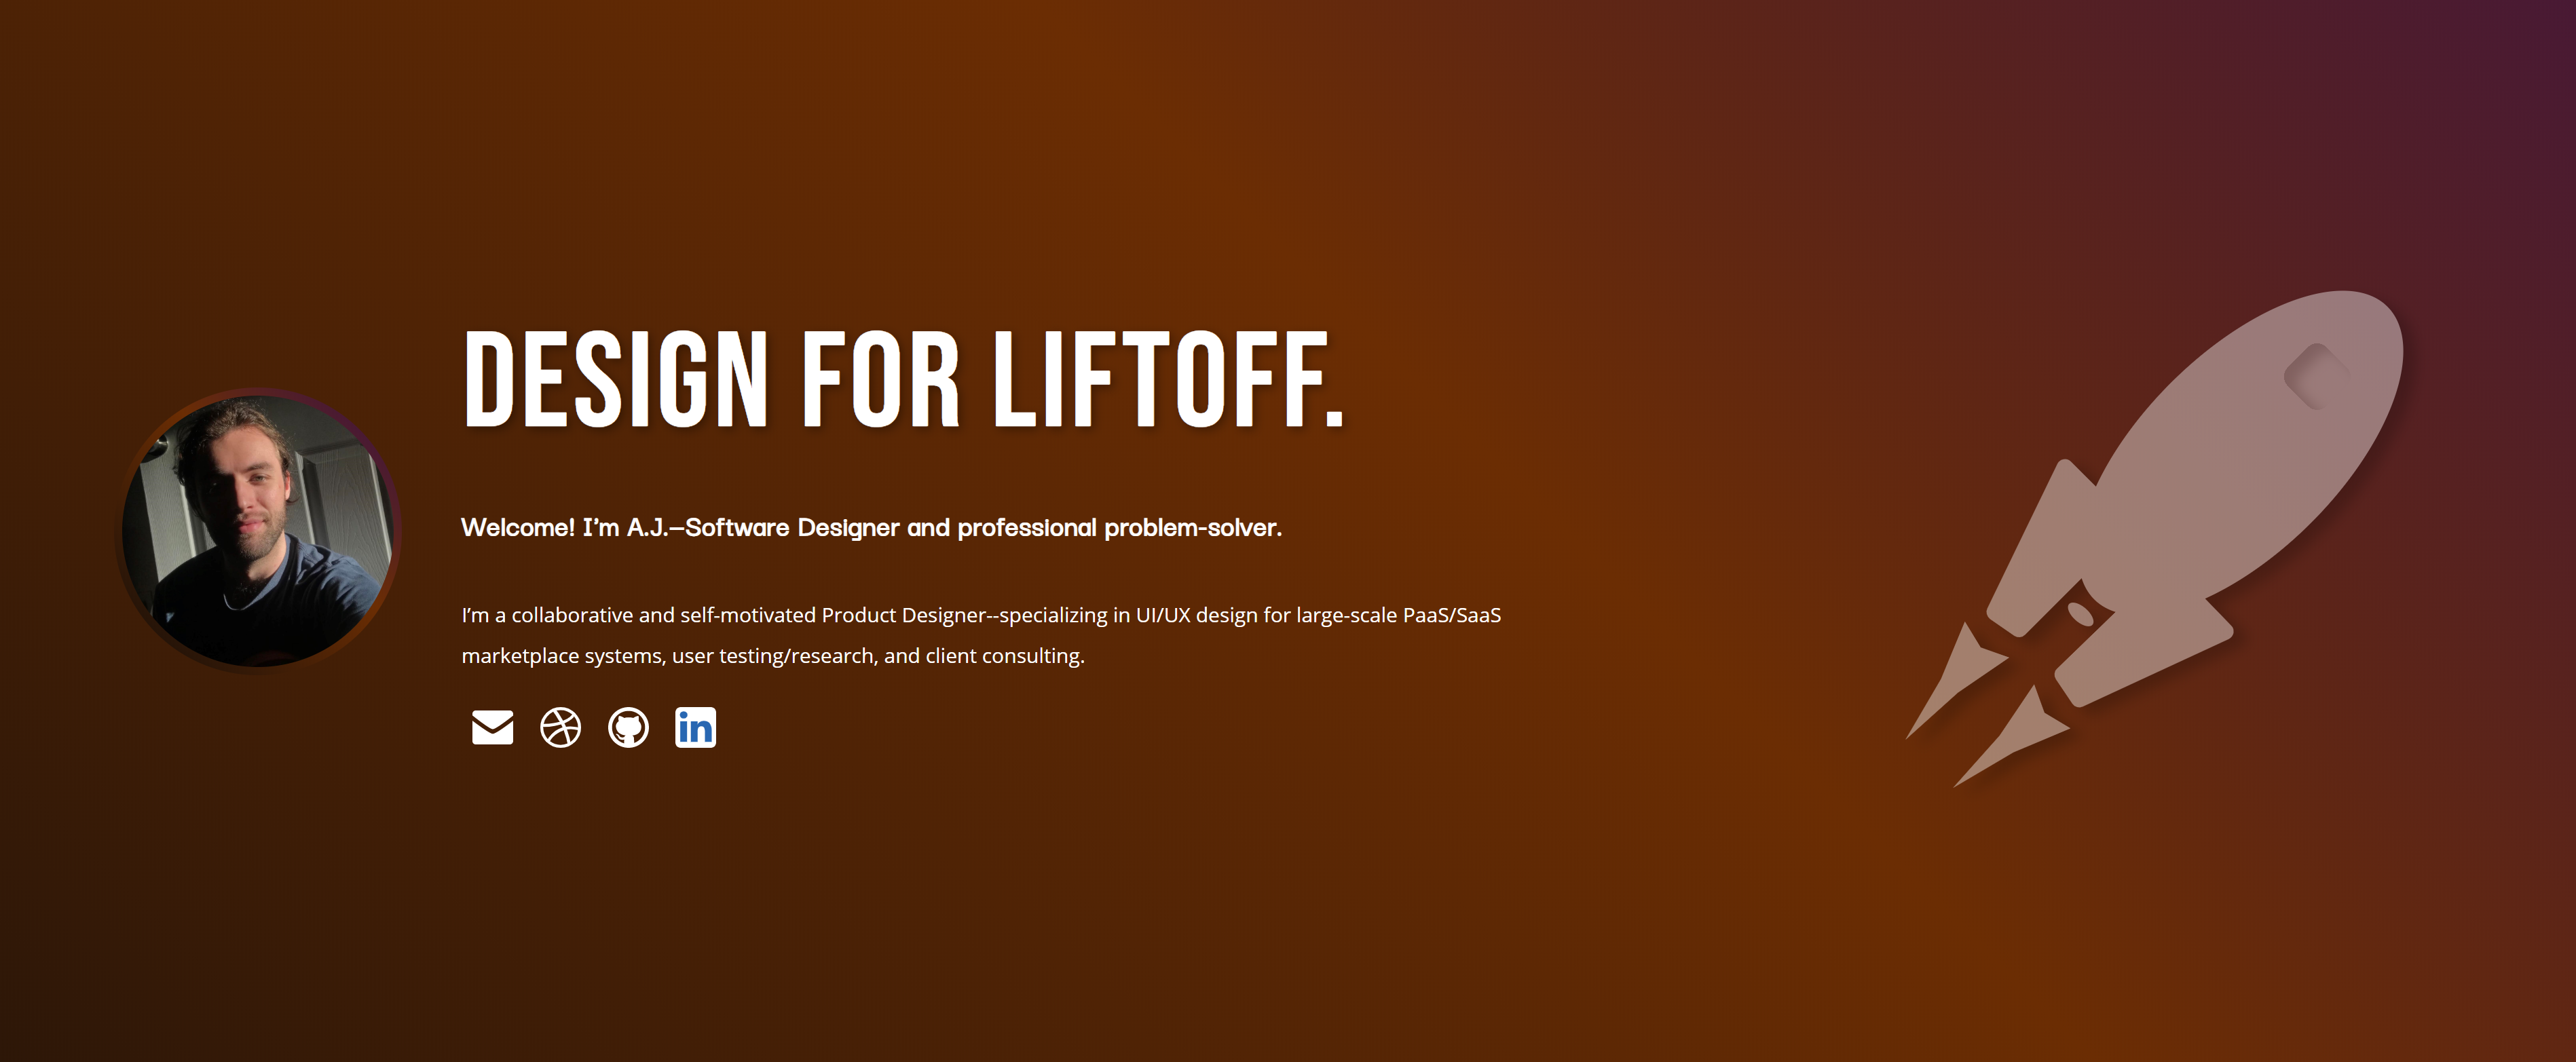 DESIGN FOR LIFTOFF.
Welcome! I’m A.J.—Software Designer and professional problem-solver.
I’m a collaborative and self-motivated Product Designer--specializing in UI/UX design for large-scale PaaS/SaaS
marketplace systems, user testing/research, and client consulting.
in